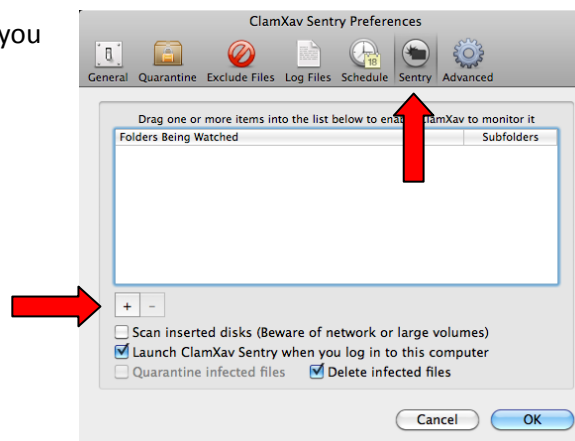 you
ClamXav Sentry Preferences
General Quarantine Exclude Files Log Files Schedule Sentry Advanced
18
Drag one or more items into the list below to ena ClamXav to monitor it
Folders Being Watched Subfolders
+ -
Scan inserted disks (Beware of network or large volumes)
Launch ClamXav Sentry when you log in to this computer
Quarantine infected files Delete infected files
Cancel OK